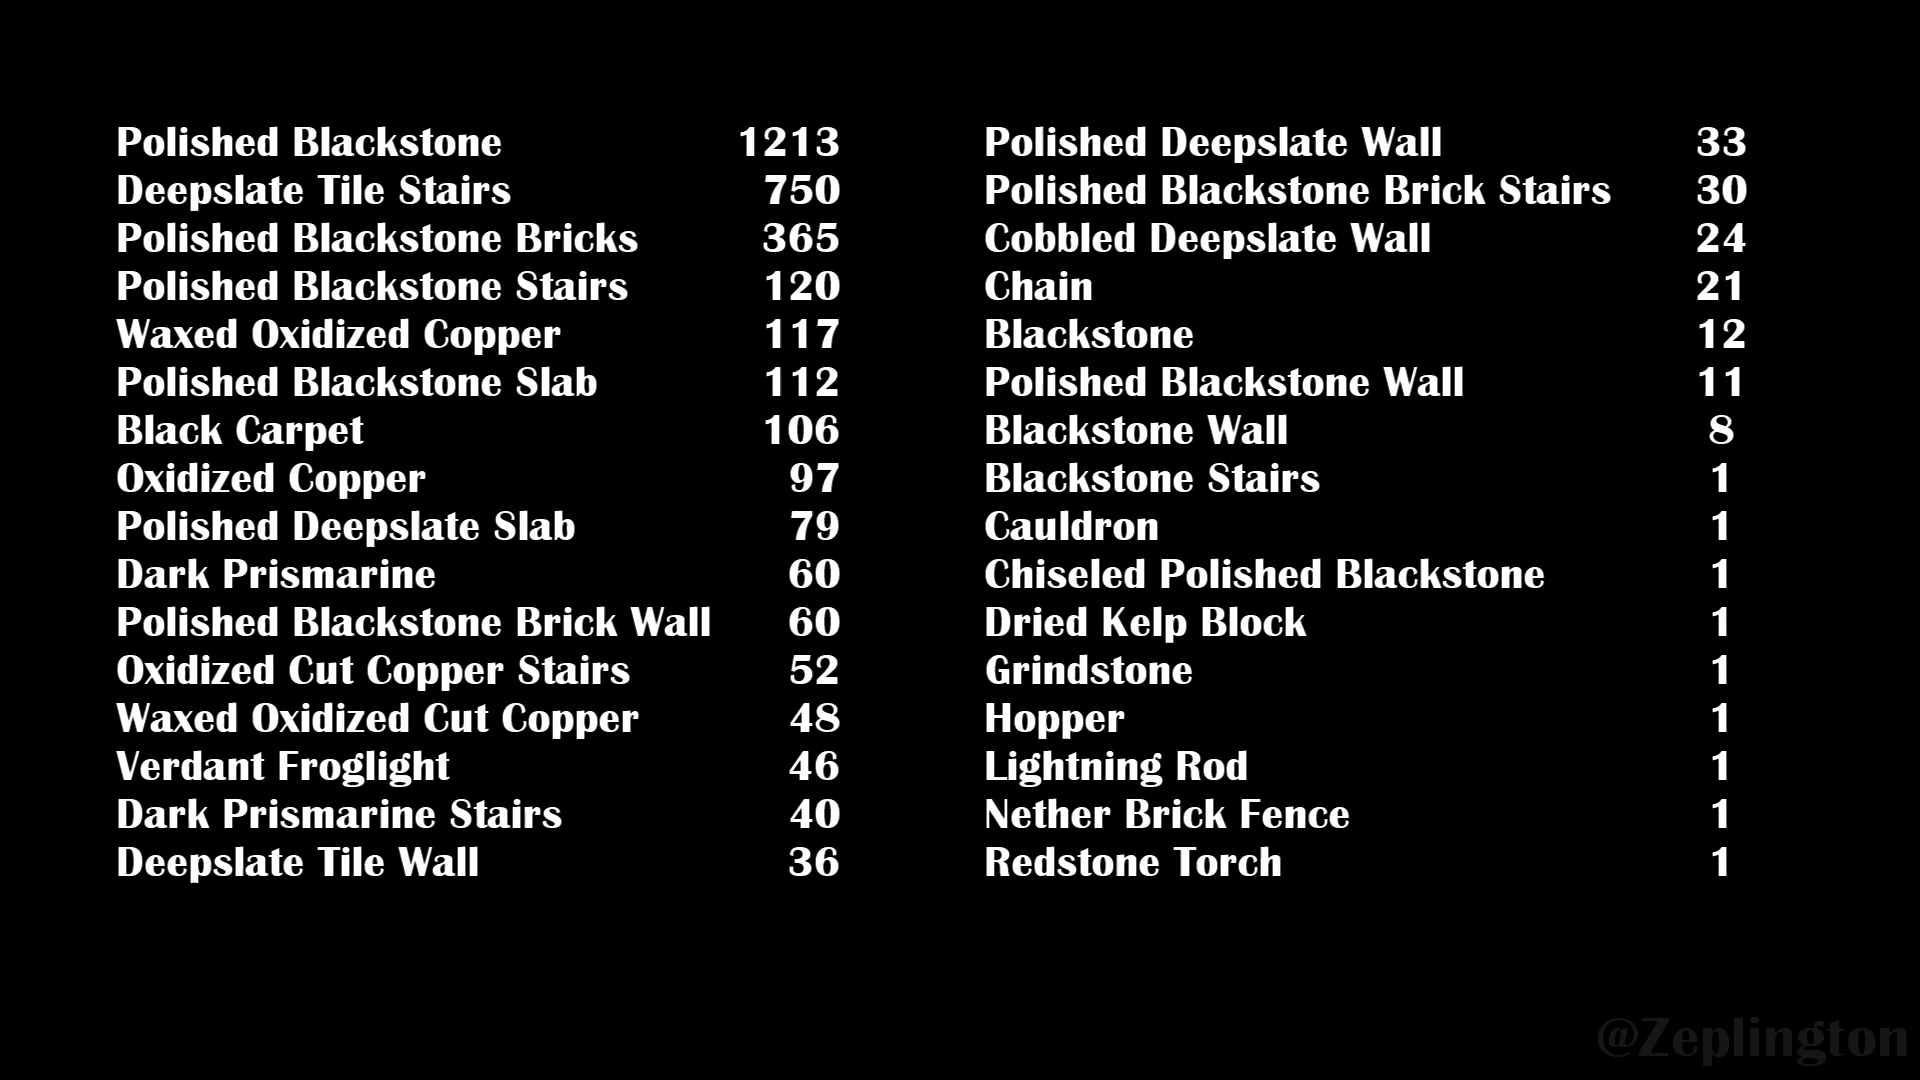 Polished Blackstone 1213
Deepslate Tile Stairs 750
Polished Blackstone Bricks 365
Polished Blackstone Stairs 120
Waxed Oxidized Copper 117
Polished Blackstone Slab 112
Black Carpet 106
Oxidized Copper 97
Polished Deepslate Slab 79
Dark Prismarine 60
Polished Blackstone Brick Wall 60
Oxidized Cut Copper Stairs 52
Waxed Oxidized Cut Copper 48
Verdant Froglight 46
Dark Prismarine Stairs 40
Deepslate Tile Wall 36
Polished Deepslate Wall 33
Polished Blackstone Brick Stairs 30
Cobbled Deepslate Wall 24
Chain 21
Blackstone 12
Polished Blackstone Wall 11
Blackstone Wall 8
Blackstone Stairs 1
Cauldron 1
Chiseled Polished Blackstone 1
Dried Kelp Block 1
Grindstone 1
Hopper 1
Lightning Rod 1
Nether Brick Fence 1
Redstone Torch 1
@Zeplington